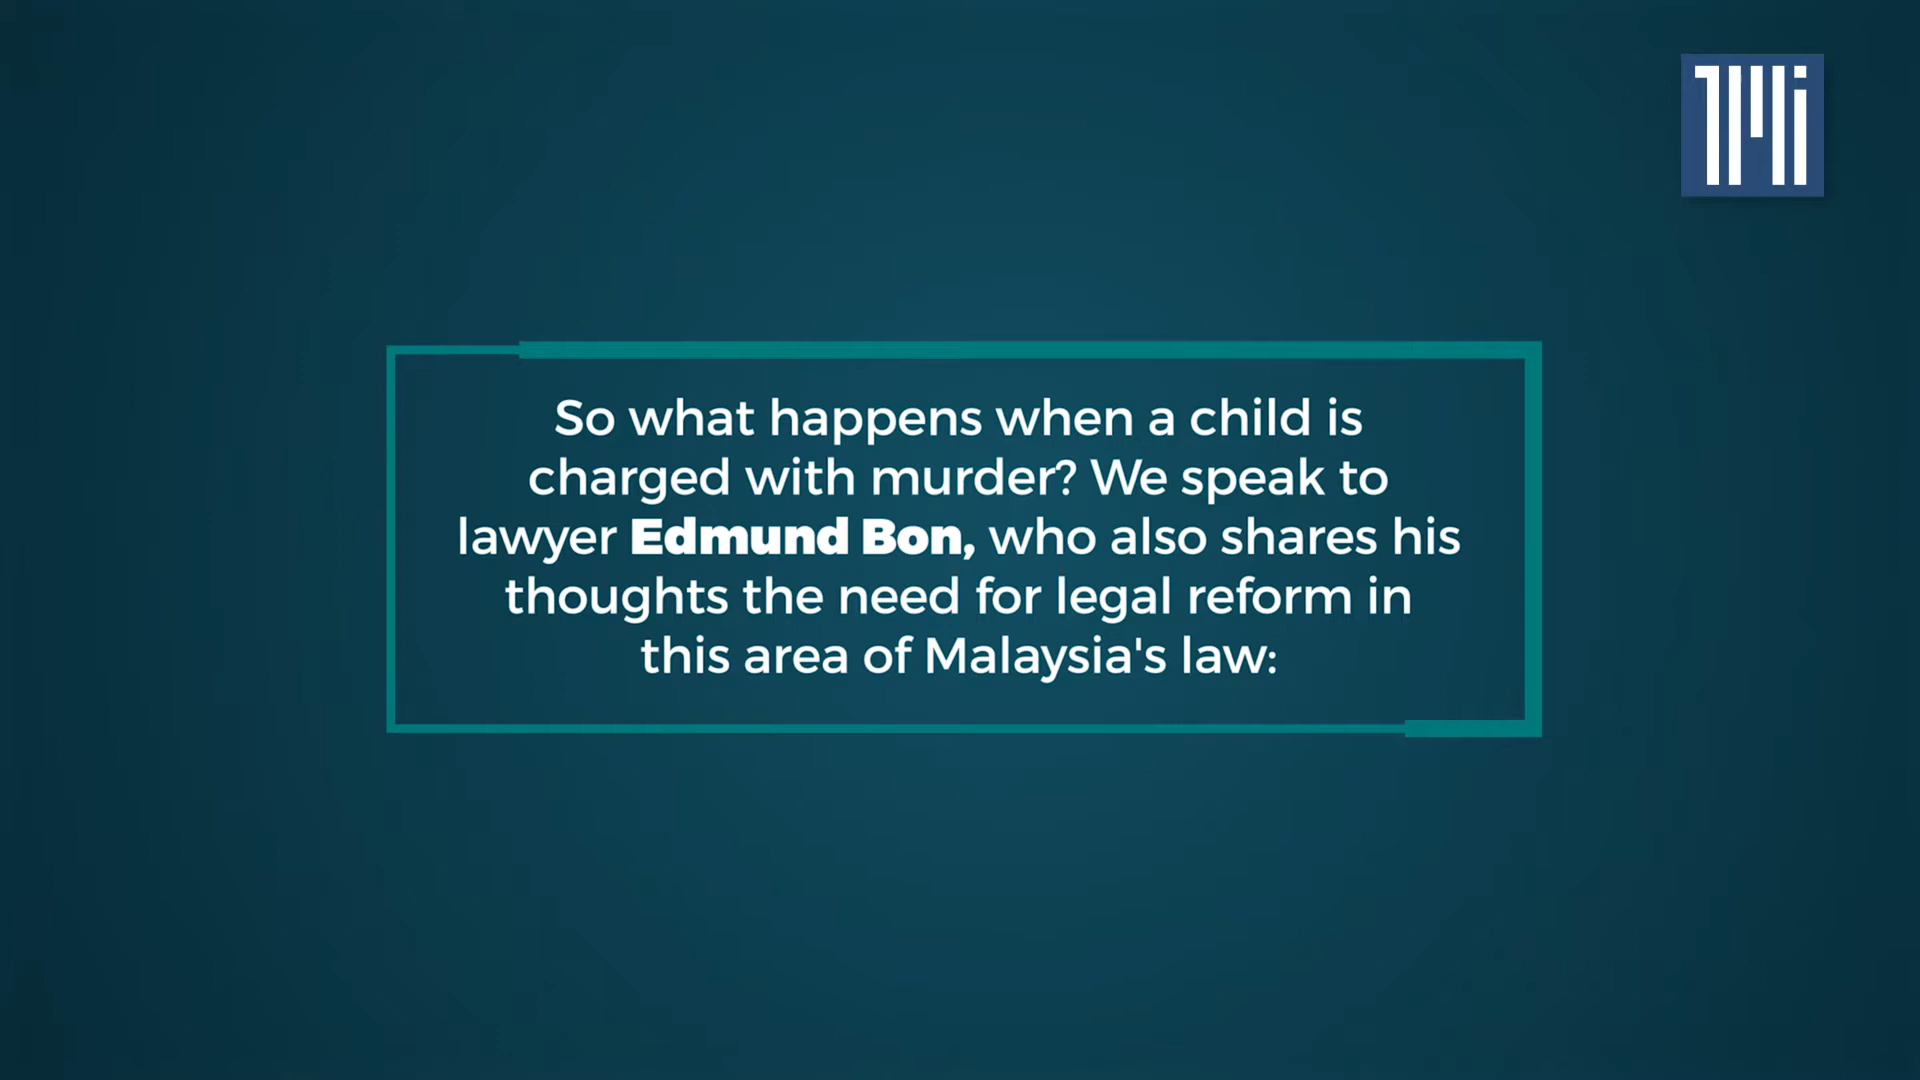 TMi
So what happens when a child is
charged with murder? We speak to
lawyer Edmund Bon, who also shares his
thoughts the need for legal reform in
this area of Malaysia's law: